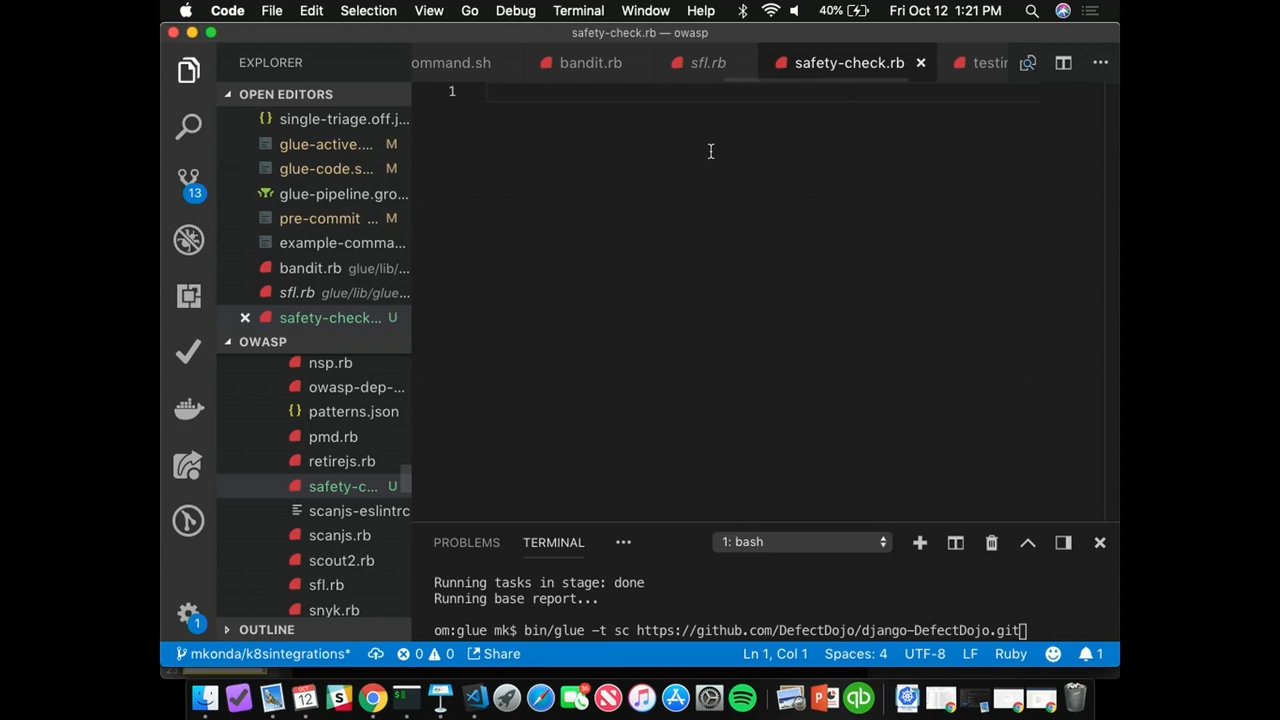 Code File Edit Selection View Go Debug Terminal Window Help 40% Fri Oct 12 1:21 PM
safety-check.rb — owasp
EXPLORER
ommand.sh bandit.rb sfl.rb safety-check.rb testin
OPEN EDITORS
single-triage.off.j...
glue-active.... M
glue-code.s... M
glue-pipeline.gro...
pre-commit ... M
example-comma...
bandit.rb glue/lib/...
sfl.rb glue/lib/glue...
safety-check... U
OWASP
nsp.rb
owasp-dep-...
patterns.json
pmd.rb
retirejs.rb
safety-c... U
scanjs-eslintrc
scanjs.rb
scout2.rb
sfl.rb
snyk.rb
OUTLINE
13
1
1
PROBLEMS TERMINAL ... 1: bash
Running tasks in stage: done
Running base report...
om:glue mk$ bin/glue -t sc https://github.com/DefectDojo/django-DefectDojo.git
mkonda/k8sintegrations* 0 0 Share Ln 1, Col 1 Spaces: 4 UTF-8 LF Ruby 1
23
12